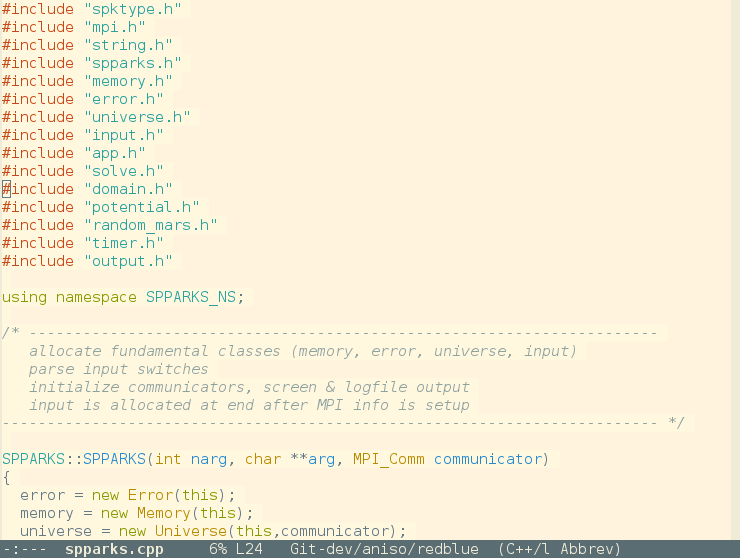 #include "spktype.h"
#include "mpi.h"
#include "string.h"
#include "spparks.h"
#include "memory.h"
#include "error.h"
#include "universe.h"
#include "input.h"
#include "app.h"
#include "solve.h"
#include "domain.h"
#include "potential.h"
#include "random_mars.h"
#include "timer.h"
#include "output.h"

using namespace SPPARKS_NS;

/* ----------------------------------------------------------------------
   allocate fundamental classes (memory, error, universe, input)
   parse input switches
   initialize communicators, screen & logfile output
   input is allocated at end after MPI info is setup
------------------------------------------------------------------------- */

SPPARKS::SPPARKS(int narg, char **arg, MPI_Comm communicator)
{
  error = new Error(this);
  memory = new Memory(this);
  universe = new Universe(this,communicator);
-:---  spparks.cpp     6% L24   Git-dev/aniso/redblue  (C++/l Abbrev)